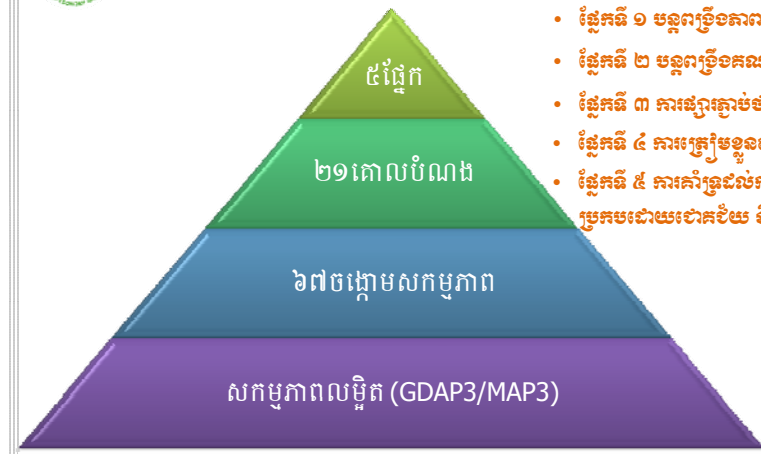 ៥ផ្នែក
២១គោលបំណង
៦៧ចង្កោមសកម្មភាព
សកម្មភាពលម្អិត (GDAP3/MAP3)
• ផ្នែកទី ១ បន្តពង្រឹងភាព
• ផ្នែកទី ២ បន្តពង្រឹងគណ
• ផ្នែកទី ៣ ការផ្សារភ្ជាប់
• ផ្នែកទី ៤ ការត្រៀមខ្លួន
• ផ្នែកទី ៥ ការគាំទ្រដល់
ប្រកបដោយជោគជ័យ